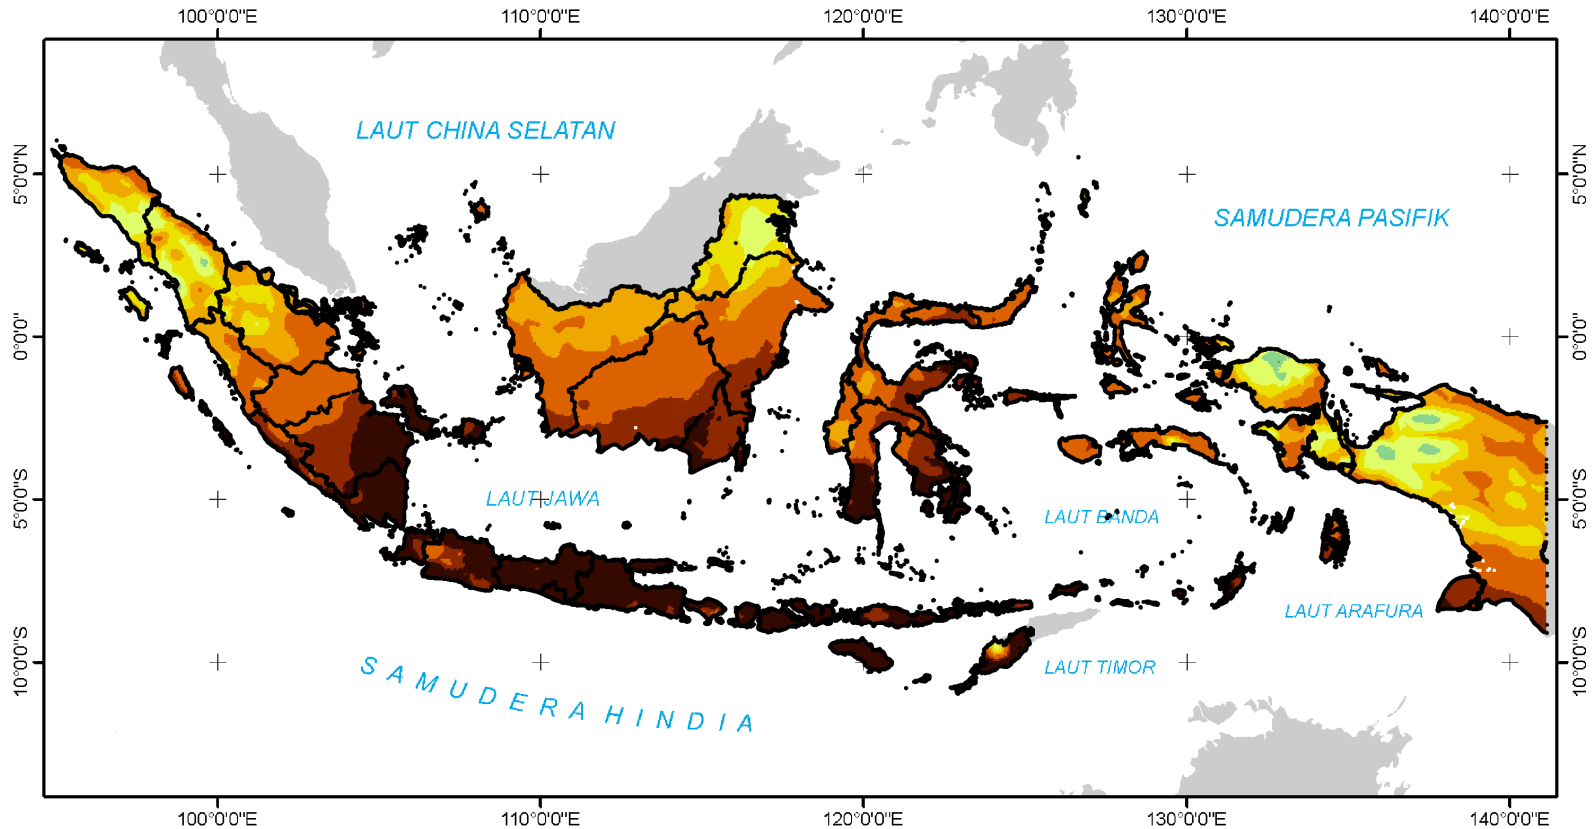 100°0'0"E 110°0'0"E 120°0'0"E 130°0'0"E 140°0'0"E
5°0'0"N
0°0'0"
5°0'0"S
10°0'0"S
LAUT CHINA SELATAN
SAMUDERA PASIFIK
LAUT JAWA
LAUT BANDA
LAUT ARAFURA
LAUT TIMOR
SAMUDERA HINDIA
5°0'0"N
0°0'0"
5°0'0"S
10°0'0"S
100°0'0"E 110°0'0"E 120°0'0"E 130°0'0"E 140°0'0"E